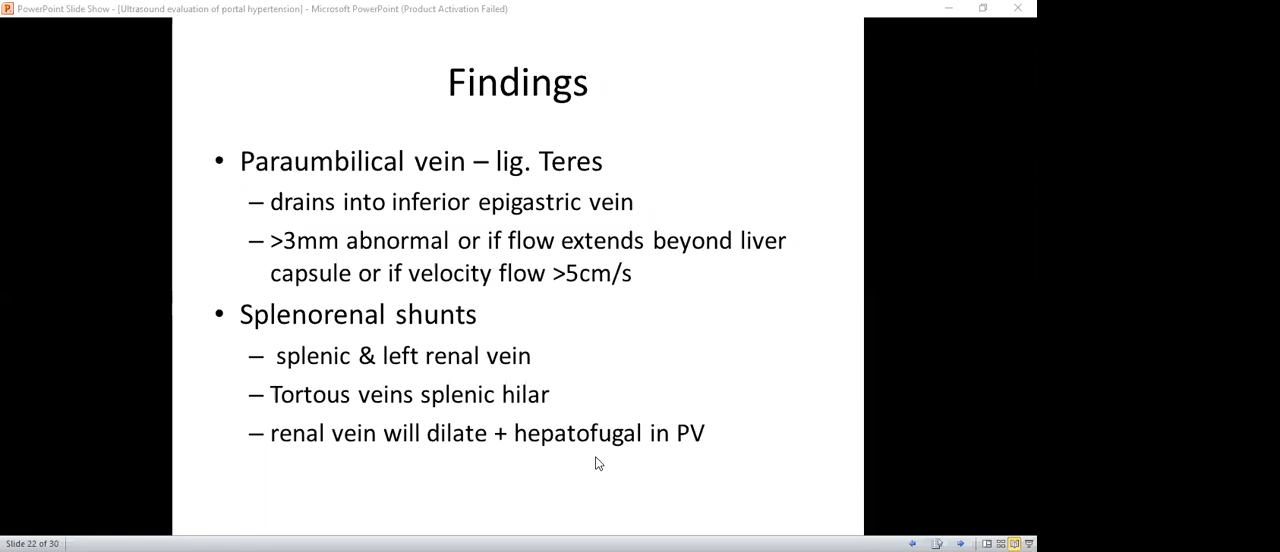 PowerPoint Slide Show - [Ultrasound evaluation of portal hypertension] - Microsoft PowerPoint (Product Activation Failed)
Findings
• Paraumbilical vein – lig. Teres
– drains into inferior epigastric vein
– >3mm abnormal or if flow extends beyond liver
capsule or if velocity flow >5cm/s
• Splenorenal shunts
– splenic & left renal vein
– Tortous veins splenic hilar
– renal vein will dilate + hepatofugal in PV
Slide 22 of 30